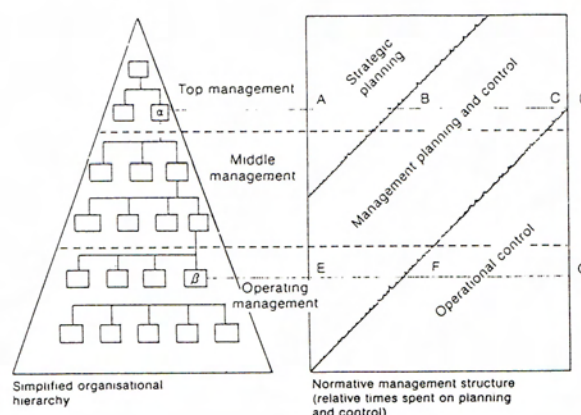 Top management
α
Middle
management
β
Operating
management
Strategic
planning
A
B
C
Management planning and control
E
F
Operational control
Simplified organisational
hierarchy
Normative management structure
(relative times spent on planning
and control)